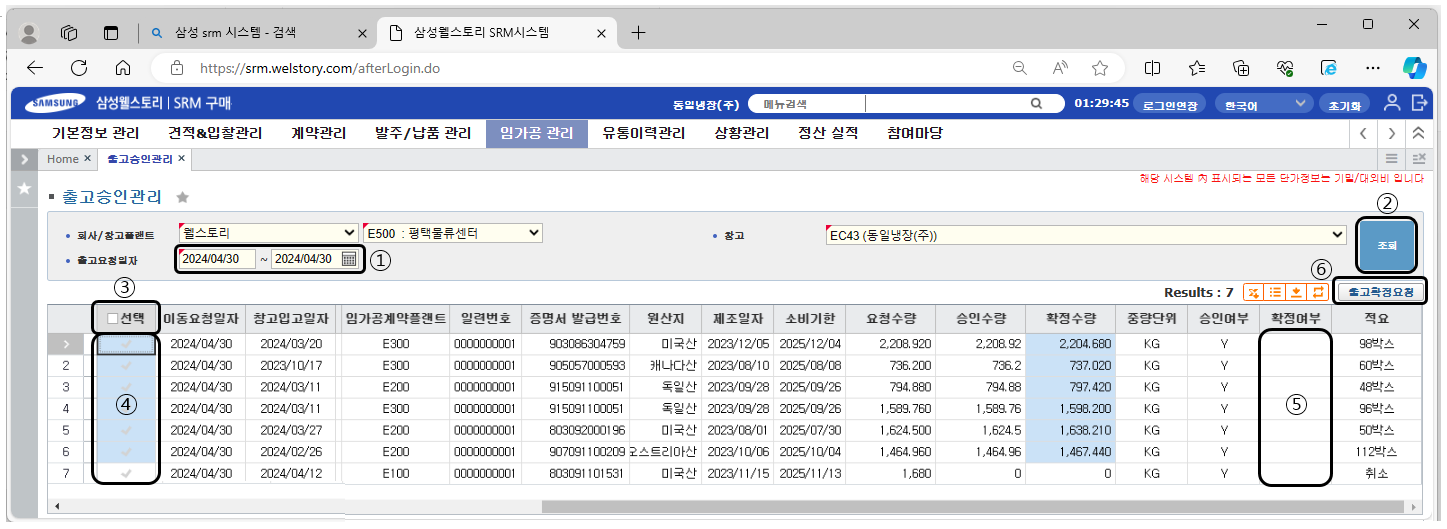 삼성 srm 시스템 - 검색
삼성웰스토리 SRM시스템
https://srm.welstory.com/afterLogin.do
SAMSUNG 삼성웰스토리 | SRM 구매 동일냉장(주) 메뉴검색 01:29:45 로그인연장 한국어 초기화
기본정보 관리 견적&입찰관리 계약관리 발주/납품 관리 임가공 관리 유통이력관리 상황관리 정산 실적 참여마당
Home × 출고승인관리 ×
해당 시스템 內 표시되는 모든 단가정보는 기밀/대외비 입니다
출고승인관리
②
회사/창고플랜트 웰스토리 E500 : 평택물류센터 창고 EC43 (동일냉장(주)) 조회
출고요청일자 2024/04/30 ~ 2024/04/30 ①
③ ⑥
Results : 7 출고확정요청
선택 이동요청일자 창고입고일자 임가공계약플랜트 일련번호 증명서 발급번호 원산지 제조일자 소비기한 요청수량 승인수량 확정수량 중량단위 승인여부 확정여부 적요
2024/04/30 2024/03/20 E300 0000000001 903086304759 미국산 2023/12/05 2025/12/04 2,208.920 2,208.92 2,204.680 KG Y 98박스
2 2024/04/30 2023/10/17 E300 0000000001 905057000593 캐나다산 2023/08/10 2025/08/08 736.200 736.2 737.020 KG Y 60박스
3 2024/04/30 2024/03/11 E200 0000000001 915091100051 독일산 2023/09/28 2025/09/26 794.880 794.88 797.420 KG Y 48박스
④ ⑤
4 2024/04/30 2024/03/11 E300 0000000001 915091100051 독일산 2023/09/28 2025/09/26 1,589.760 1,589.76 1,598.200 KG Y 96박스
5 2024/04/30 2024/03/27 E200 0000000001 803092000196 미국산 2023/08/01 2025/07/30 1,624.500 1,624.5 1,638.210 KG Y 50박스
6 2024/04/30 2024/02/26 E200 0000000001 907091100209 오스트리아산 2023/10/06 2025/10/04 1,464.960 1,464.96 1,467.440 KG Y 112박스
7 2024/04/30 2024/04/12 E100 0000000001 803091101531 미국산 2023/11/15 2025/11/13 1,680 0 0 KG Y 취소